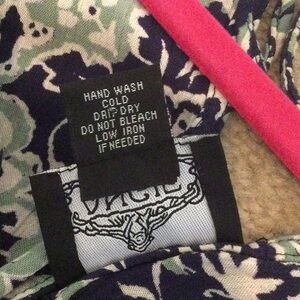 HAND WASH
COLD
DRIP DRY
DO NOT BLEACH
LOW IRON
IF NEEDED